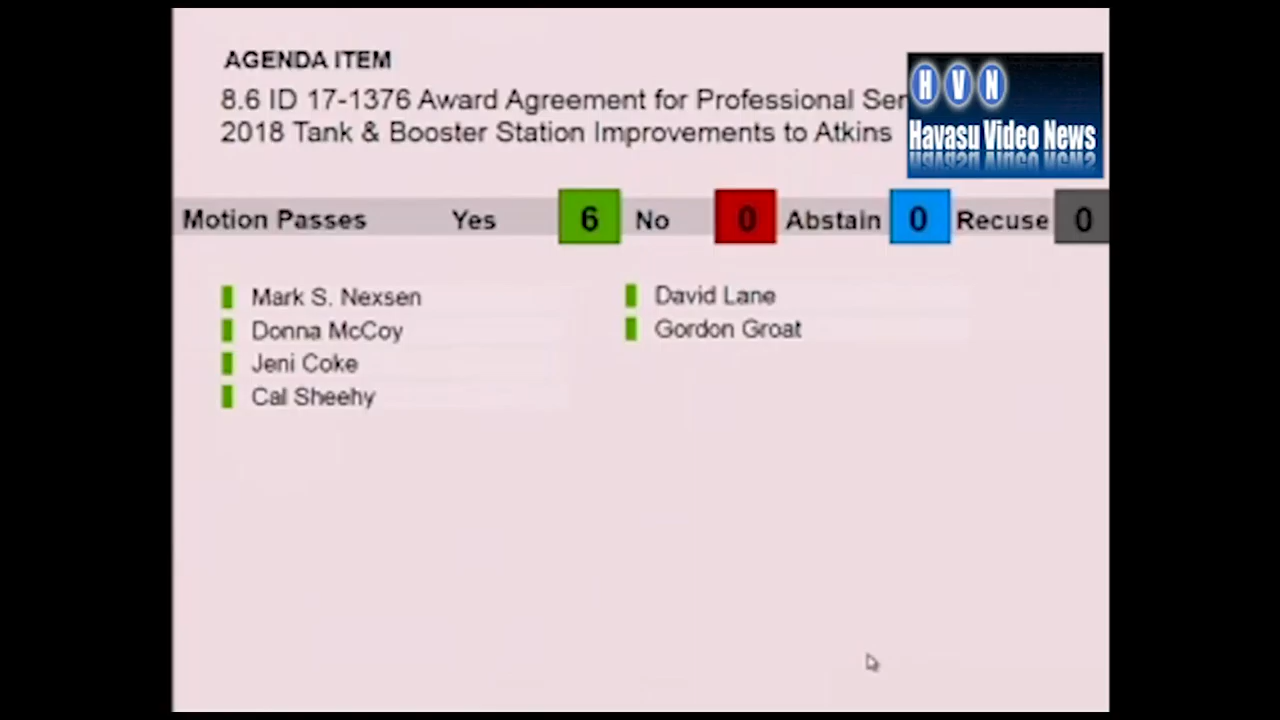 AGENDA ITEM
8.6 ID 17-1376 Award Agreement for Professional Ser
2018 Tank & Booster Station Improvements to Atkins
H V N
Havasu Video News
Motion Passes Yes 6 No 0 Abstain 0 Recuse 0
Mark S. Nexsen
Donna McCoy
Jeni Coke
Cal Sheehy
David Lane
Gordon Groat